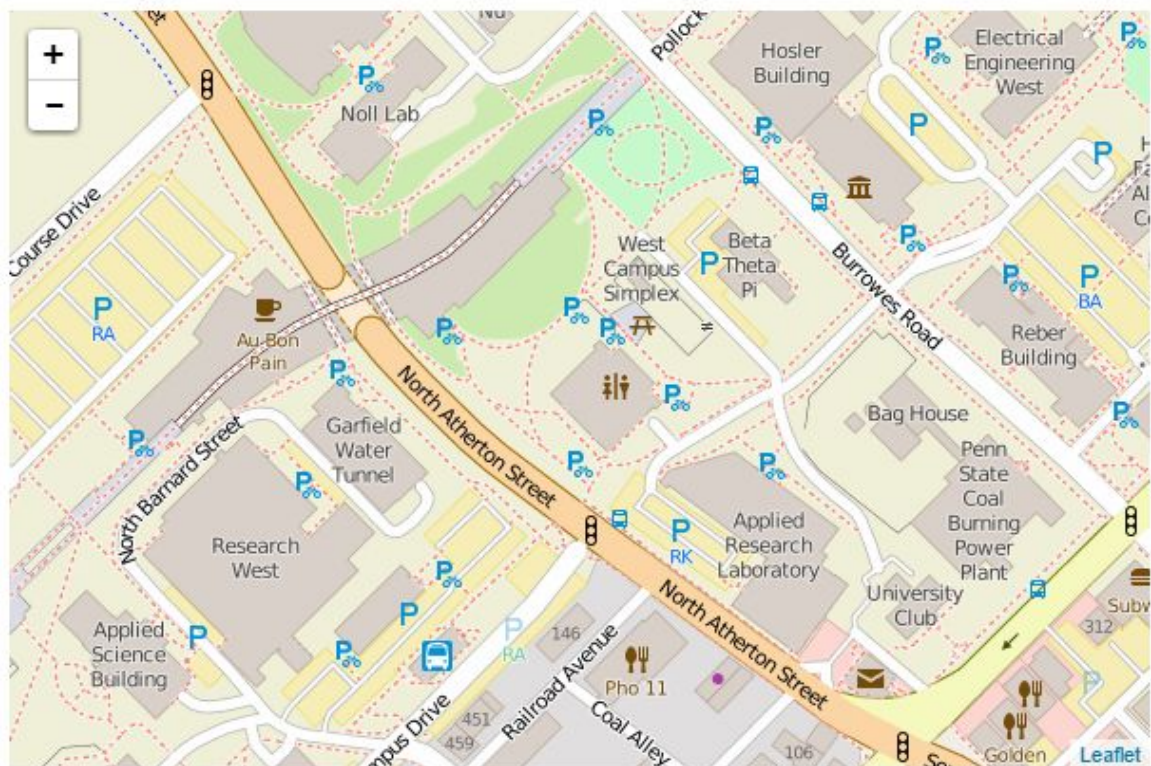 +
−
Pollock
Hosler
Building
Electrical
Engineering
West
Noll Lab
P
P
Course Drive
West
Campus
Simplex
≠
P
Beta
Theta
Pi
Burrowes Road
P
RA
P
BA
Au Bon
Pain
Reber
Building
North Atherton Street
Bag House
Garfield
Water
Tunnel
North Barnard Street
Penn
State
Coal
Burning
Power
Plant
Research
West
P
RK
Applied
Research
Laboratory
University
Club
North Atherton Street
Applied
Science
Building
P
P
P
RA
146
Railroad Avenue
Pho 11
Coal Alley
451
459
312
P
106
Golden
Leaflet